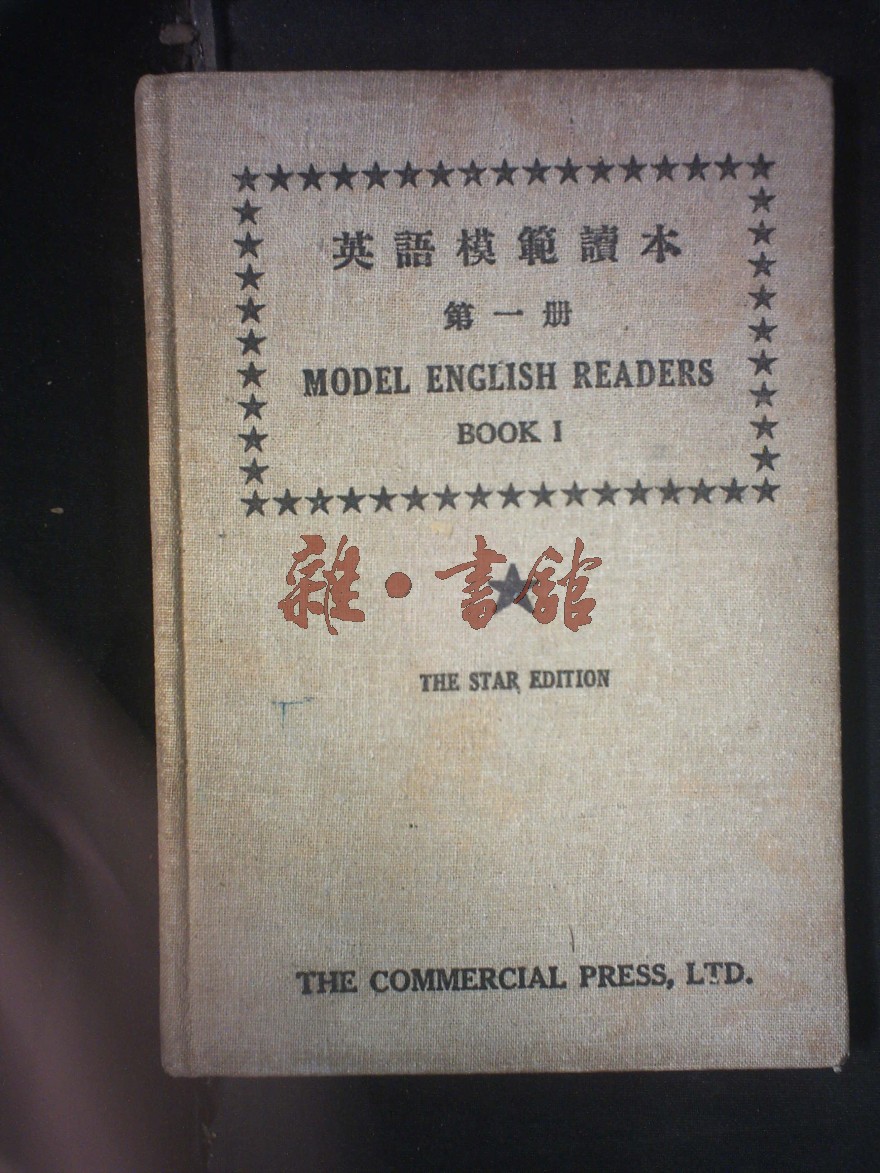 英語模範讀本
第一册
MODEL ENGLISH READERS
BOOK I
雜·書館
THE STAR EDITION
THE COMMERCIAL PRESS, LTD.